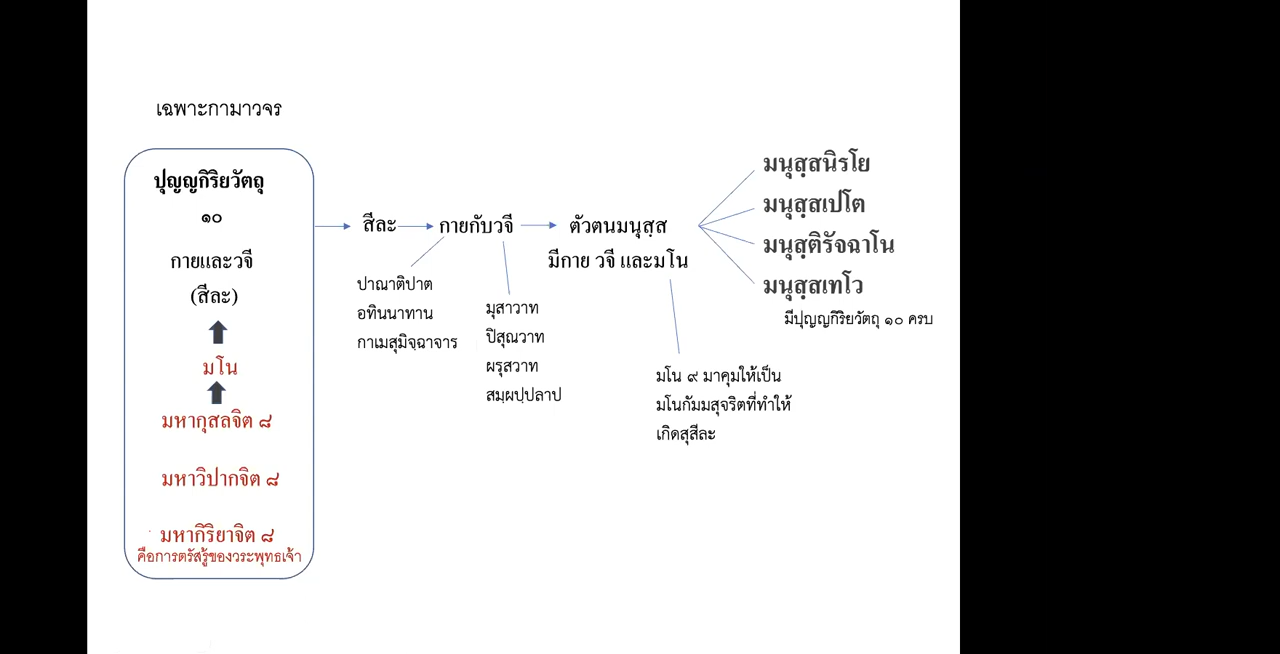 เฉพาะกามาวจร
ปุญญกิริยวัตถุ
๑๐
กายและวจี
(สีละ)
มโน
มหากุสลจิต ๘
มหาวิปากจิต ๘
มหากิริยาจิต ๘
คือการตรัสรู้ของวระพุทธเจ้า
สีละ
กายกับวจี
ปาณาติปาต
อทินนาทาน
กาเมสุมิจฺฉาจาร
มุสาวาท
ปิสุณวาท
ผรุสวาท
สมฺผปฺปลาป
ตัวตนมนุสฺส
มีกาย วจี และมโน
มโน ๙ มาคุมให้เป็น
มโนกัมมสุจริตที่ทำให้
เกิดสุสีละ
มนุสฺสนิรโย
มนุสฺสเปโต
มนุสฺติรัจฉาโน
มนุสฺสเทโว
มีปุญญกิริยวัตถุ ๑๐ ครบ